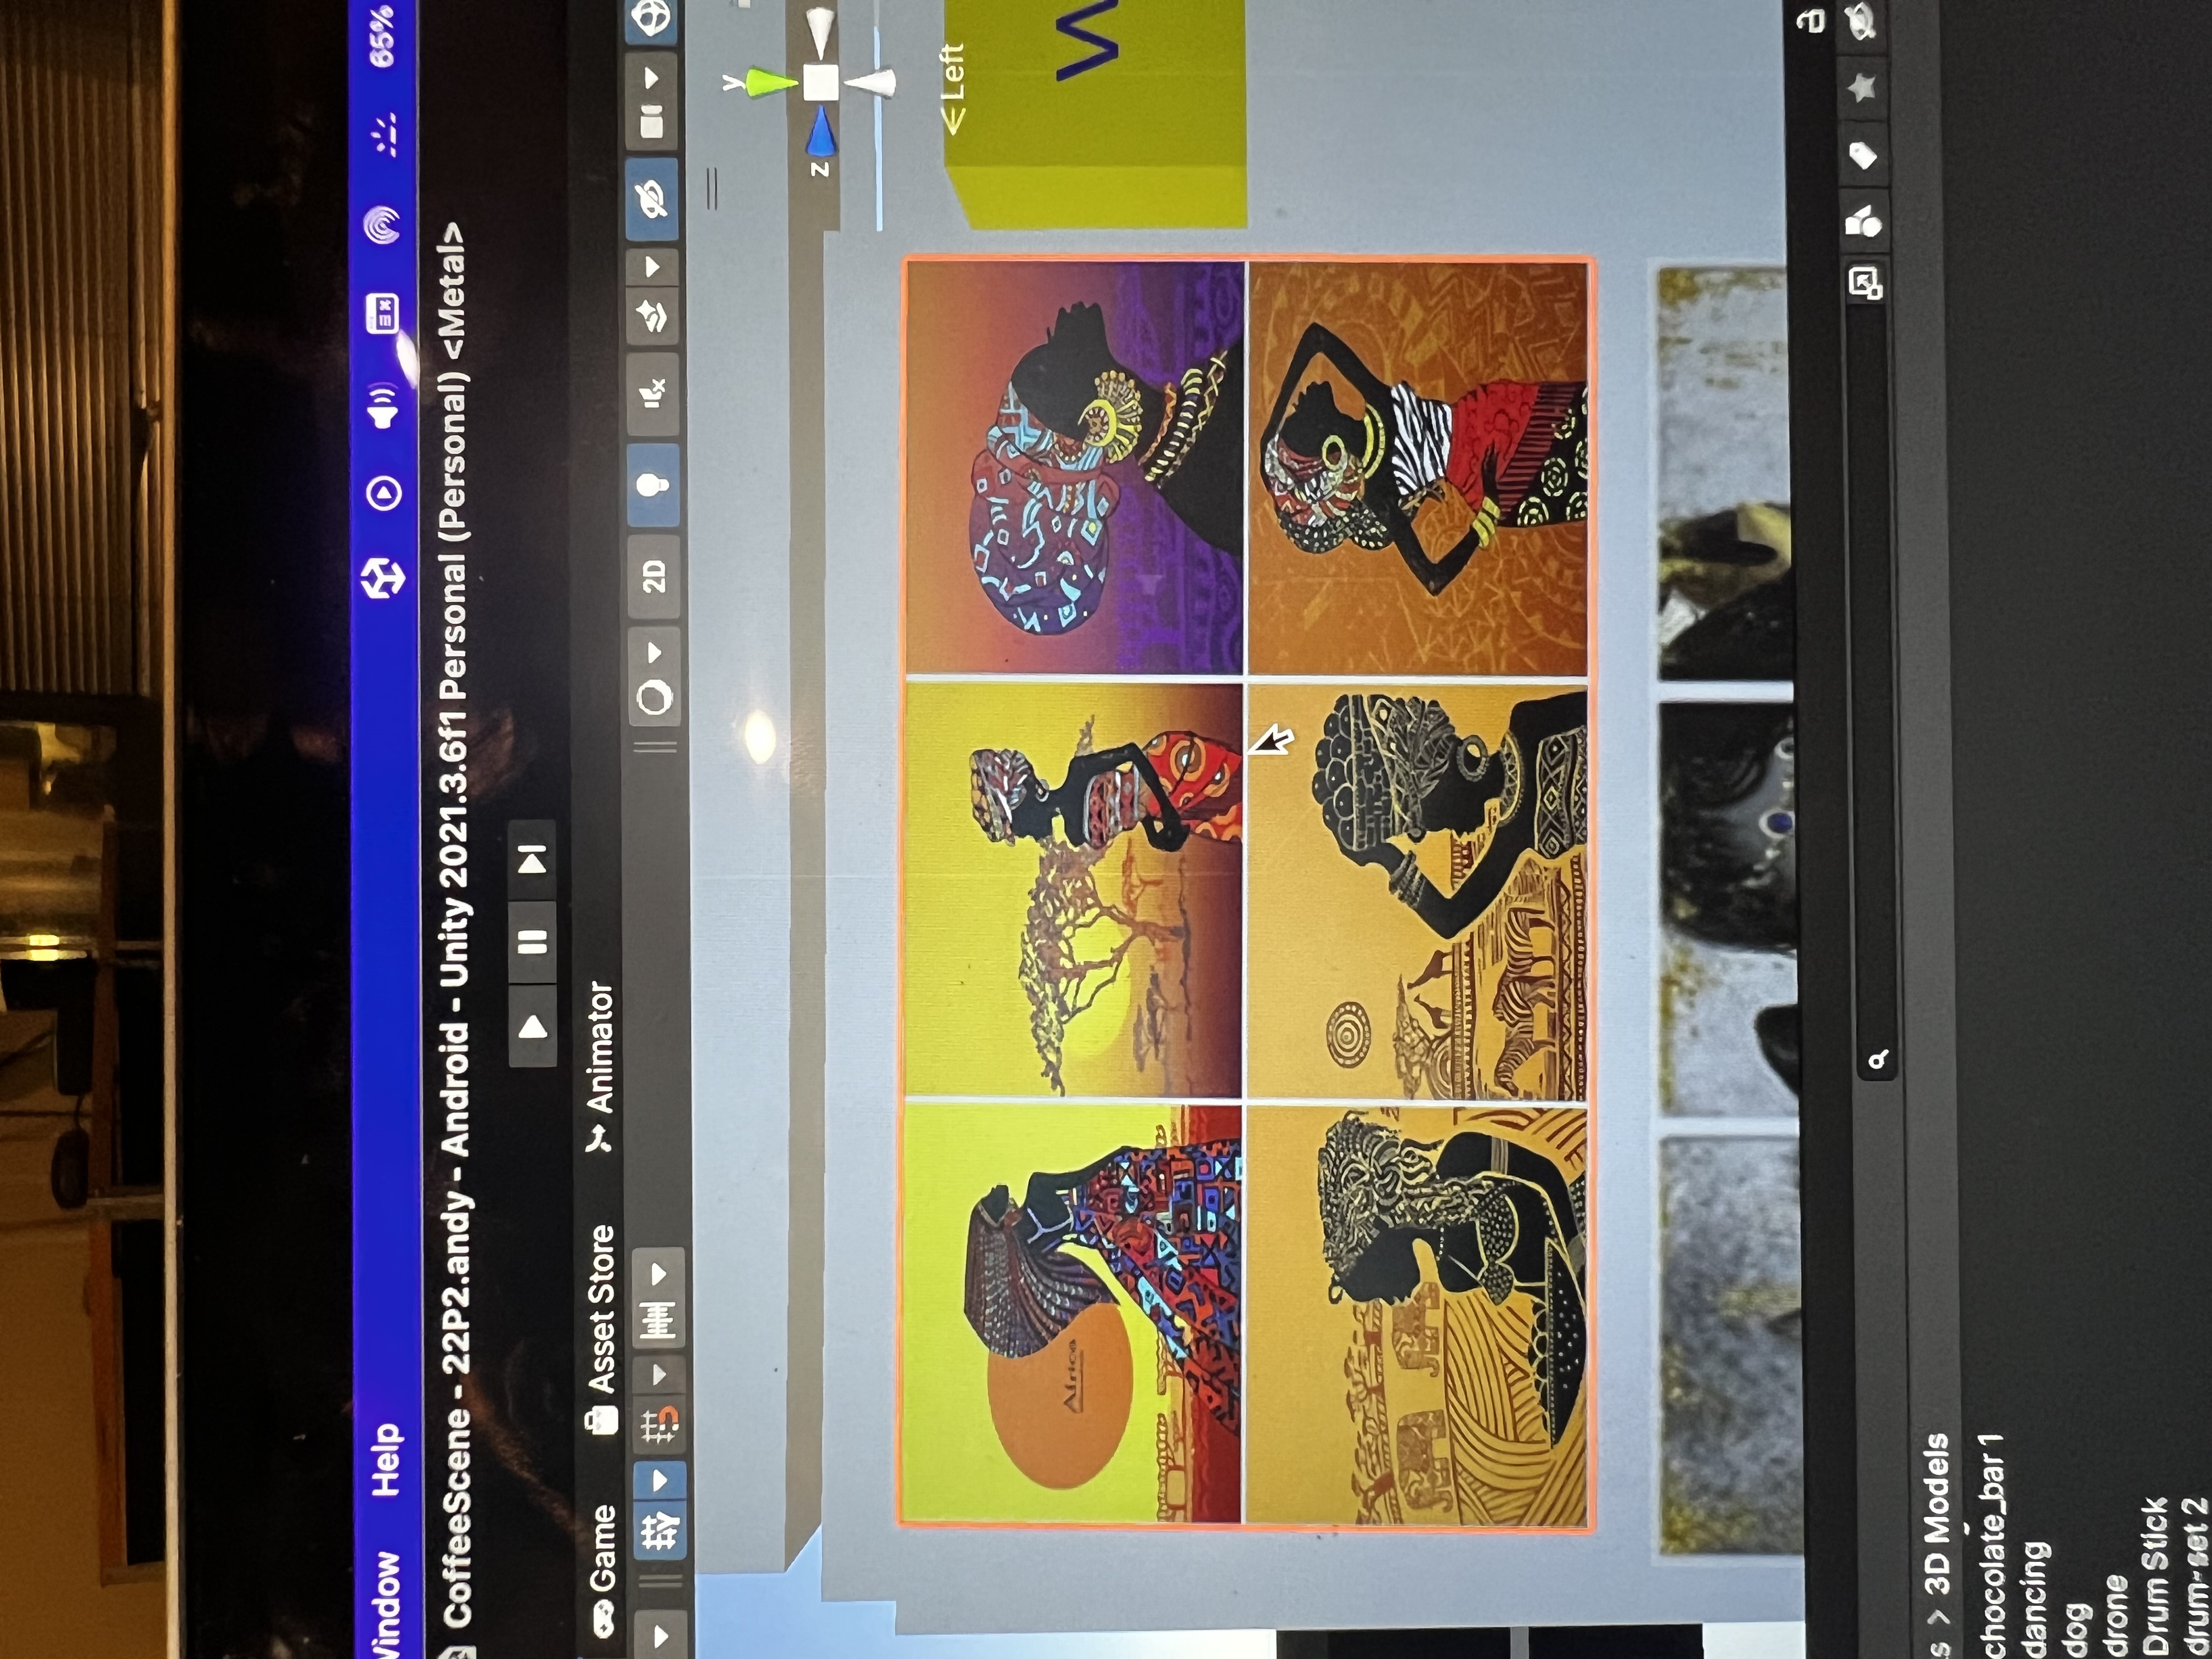 Window Help 65%
CoffeeScene - 22P2.andy - Android - Unity 2021.3.6f1 Personal (Personal) <Metal>
Game Asset Store Animator
2D
y
z
Left
Africa
W
> 3D Models
chocolate_bar 1
dancing
dog
drone
Drum Stick
drum-set 2